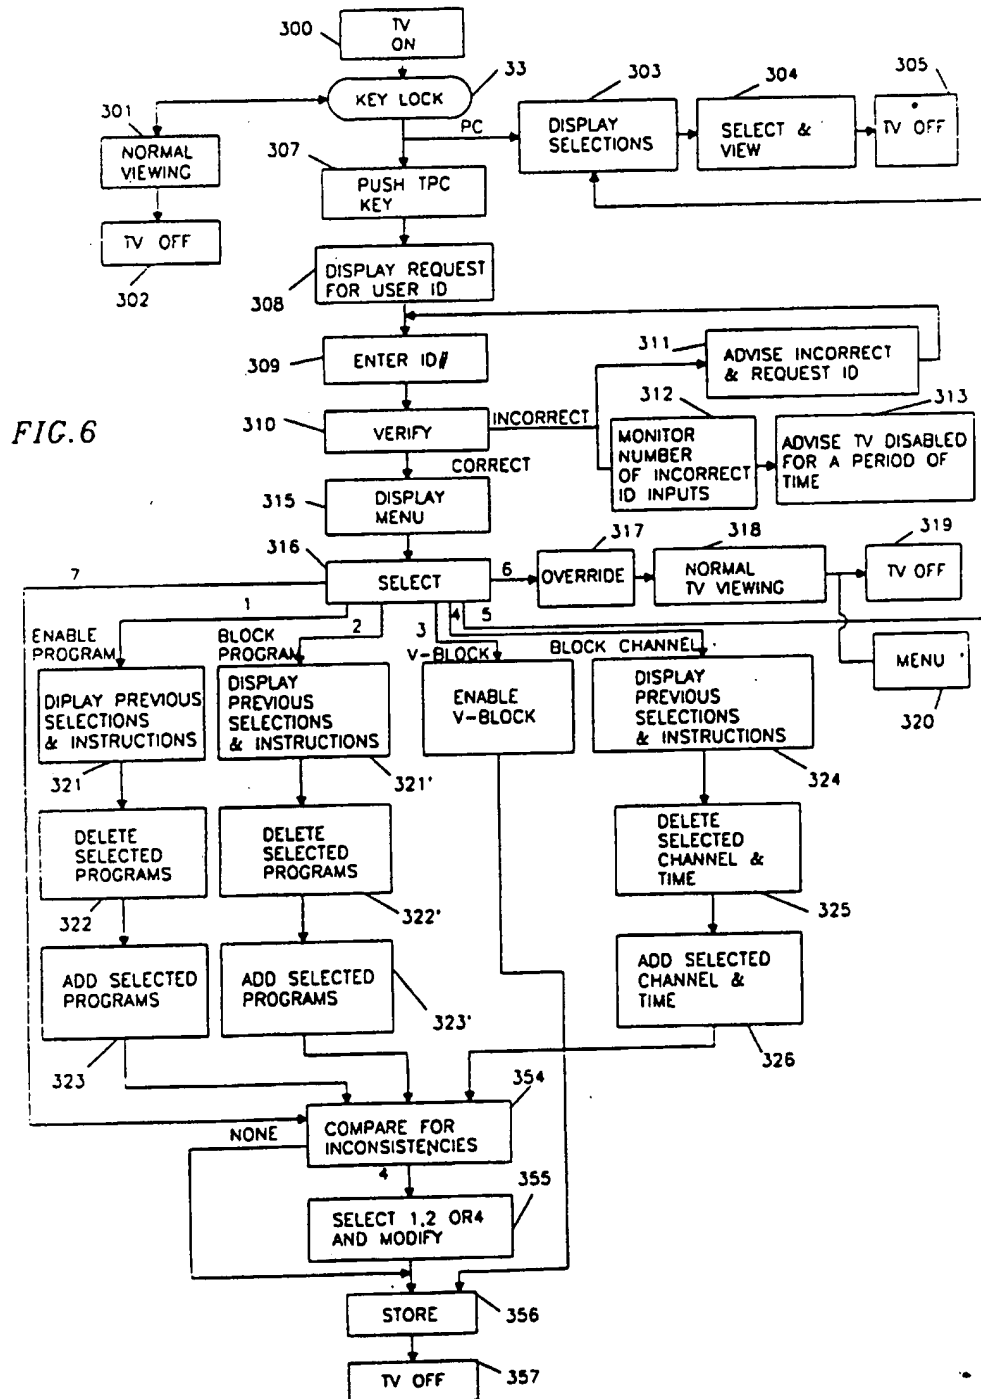 300
TV
ON
33
KEY LOCK
303
304
305
301
PC
DISPLAY
SELECTIONS
SELECT &
VIEW
TV OFF
NORMAL
VIEWING
307
PUSH TPC
KEY
TV OFF
302
308
DISPLAY REQUEST
FOR USER ID
309
ENTER ID#
311
ADVISE INCORRECT
& REQUEST ID
FIG.6
310
VERIFY
INCORRECT
312
MONITOR
NUMBER
OF INCORRECT
ID INPUTS
313
ADVISE TV DISABLED
FOR A PERIOD OF
TIME
CORRECT
315
DISPLAY
MENU
316
SELECT
7
6
317
OVERRIDE
318
NORMAL
TV VIEWING
319
TV OFF
MENU
320
1
2
3
4
5
ENABLE
PROGRAM
BLOCK
PROGRAM
V-BLOCK
BLOCK CHANNEL
DIPLAY PREVIOUS
SELECTIONS
& INSTRUCTIONS
321
DISPLAY
PREVIOUS
SELECTIONS
& INSTRUCTIONS
321'
ENABLE
V-BLOCK
DISPLAY
PREVIOUS
SELECTIONS
& INSTRUCTIONS
324
DELETE
SELECTED
PROGRAMS
322
DELETE
SELECTED
PROGRAMS
322'
DELETE
SELECTED
CHANNEL &
TIME
325
ADD SELECTED
PROGRAMS
323
ADD SELECTED
PROGRAMS
323'
ADD SELECTED
CHANNEL &
TIME
326
354
NONE
COMPARE FOR
INCONSISTENCIES
4
355
SELECT 1,2 OR4
AND MODIFY
STORE
356
TV OFF
357